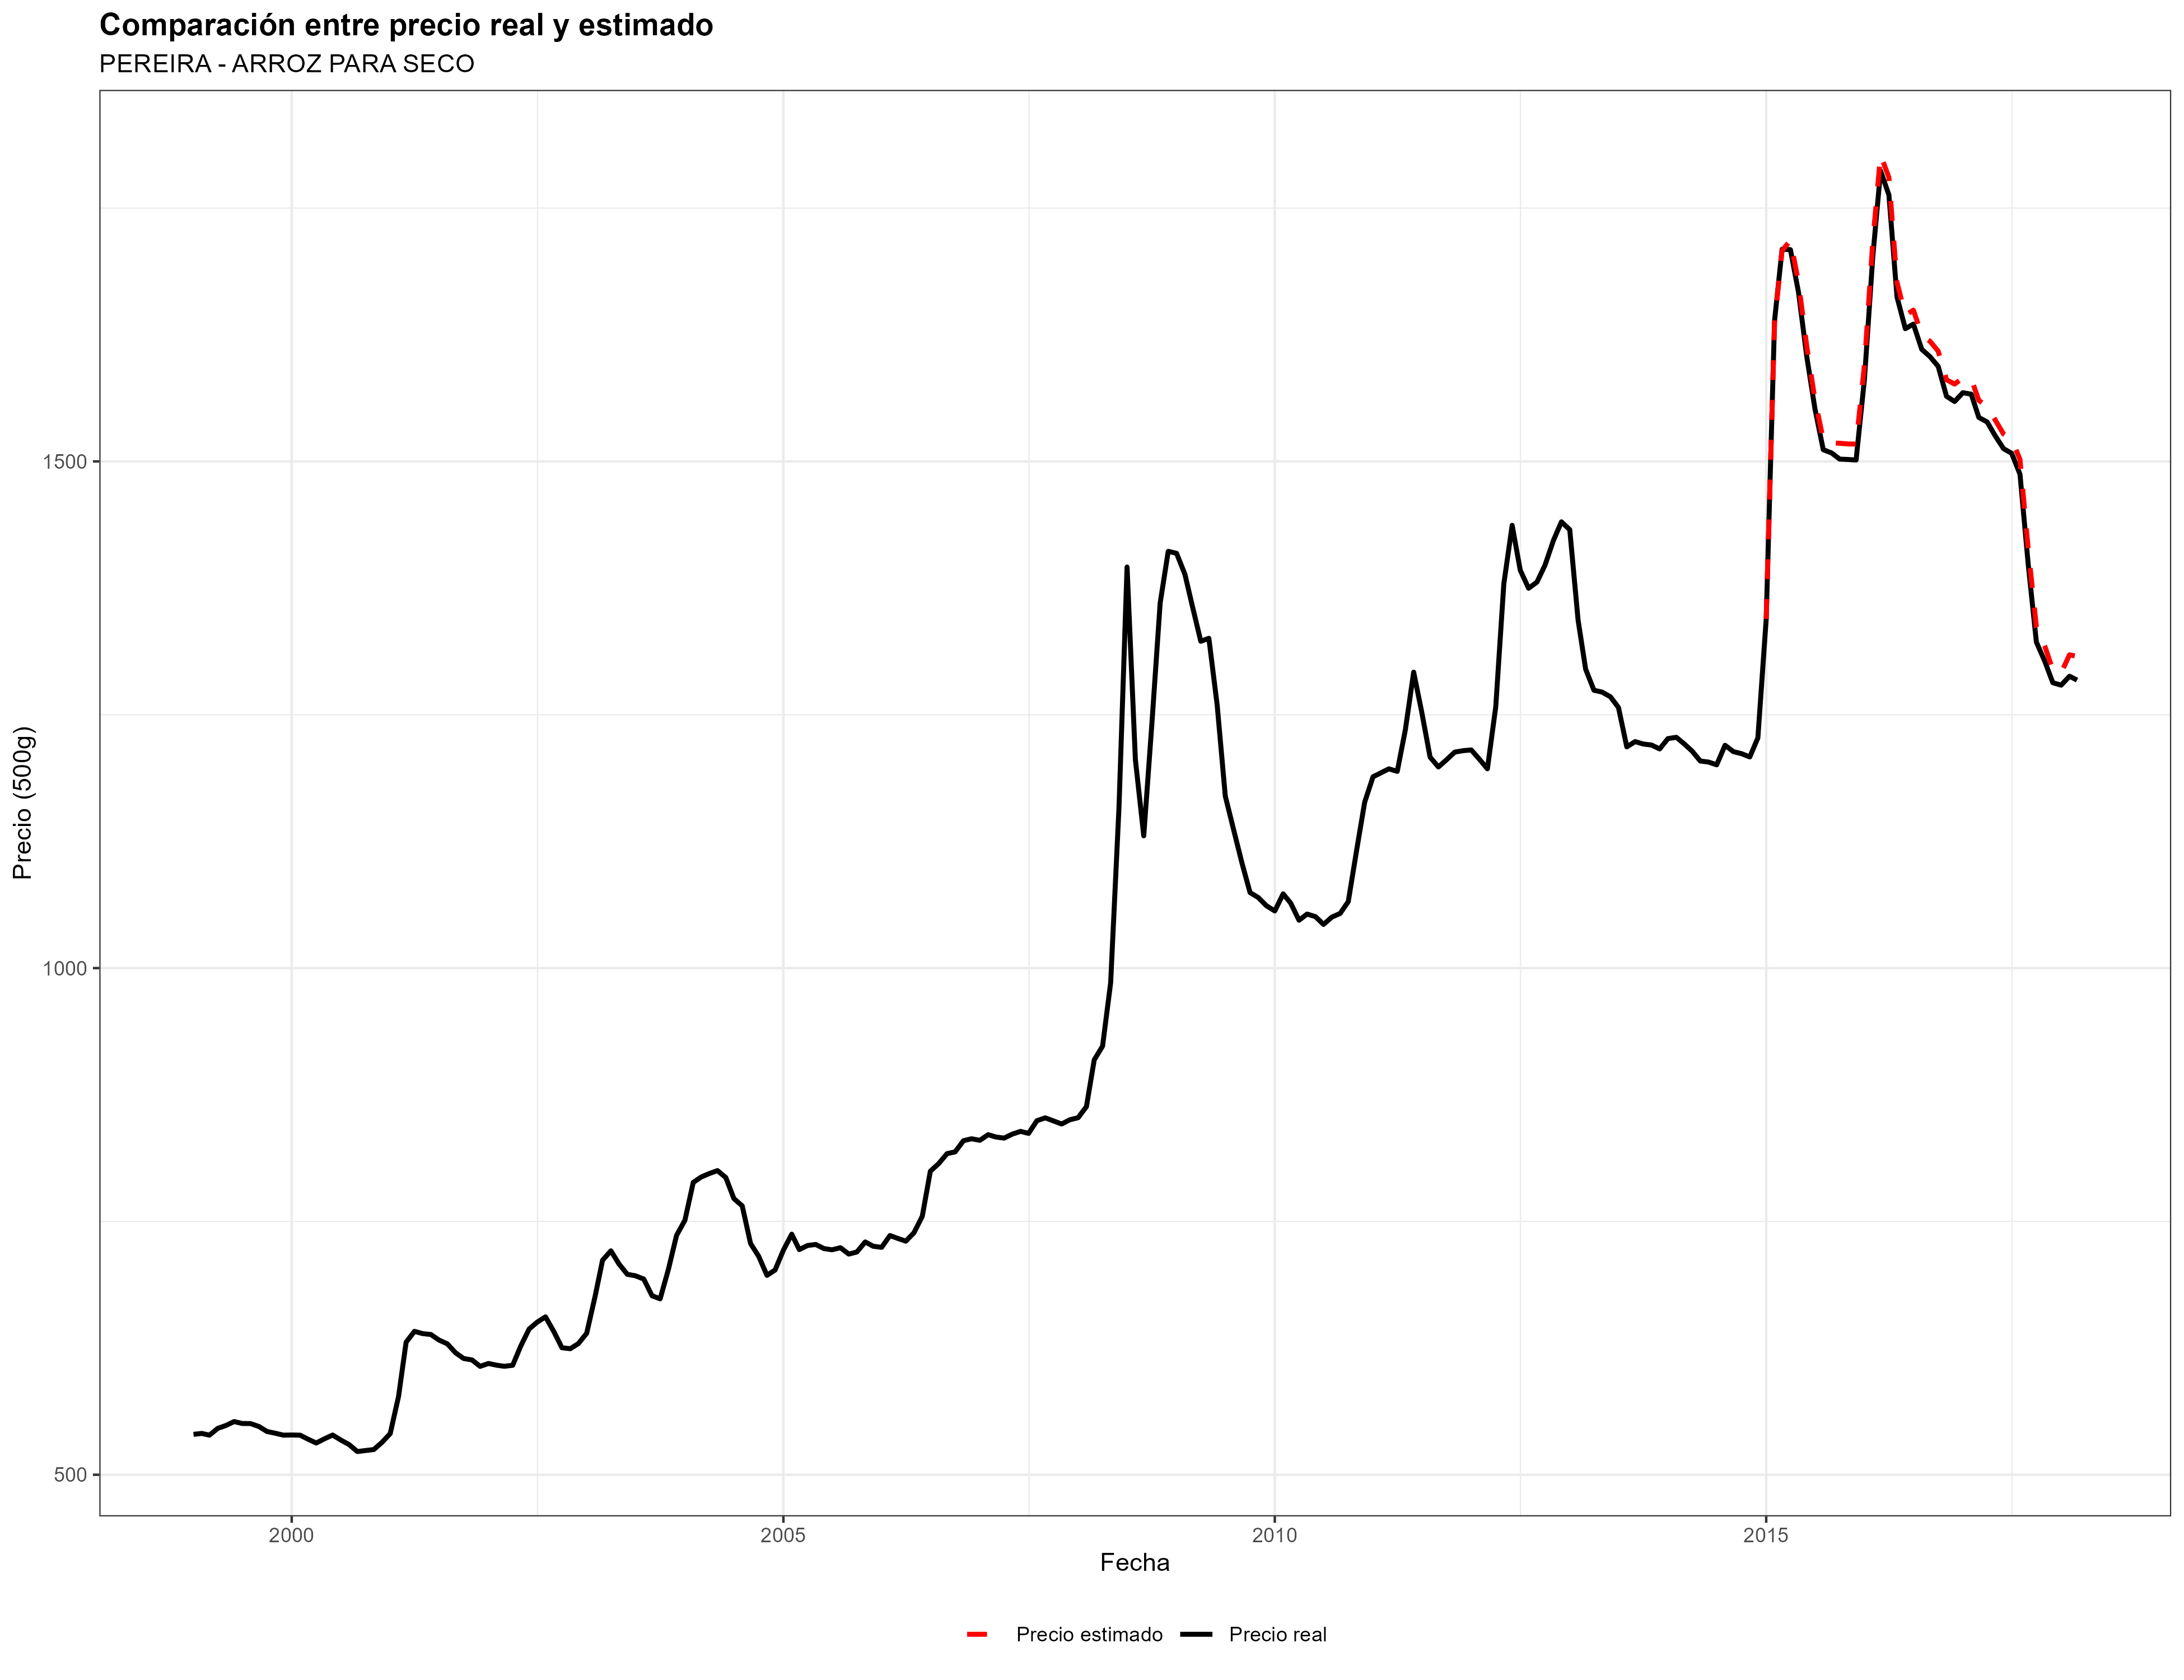 Comparación entre precio real y estimado
PEREIRA - ARROZ PARA SECO
Precio (500g)
1500
1000
500
2000
2005
2010
2015
Fecha
Precio estimado
Precio real